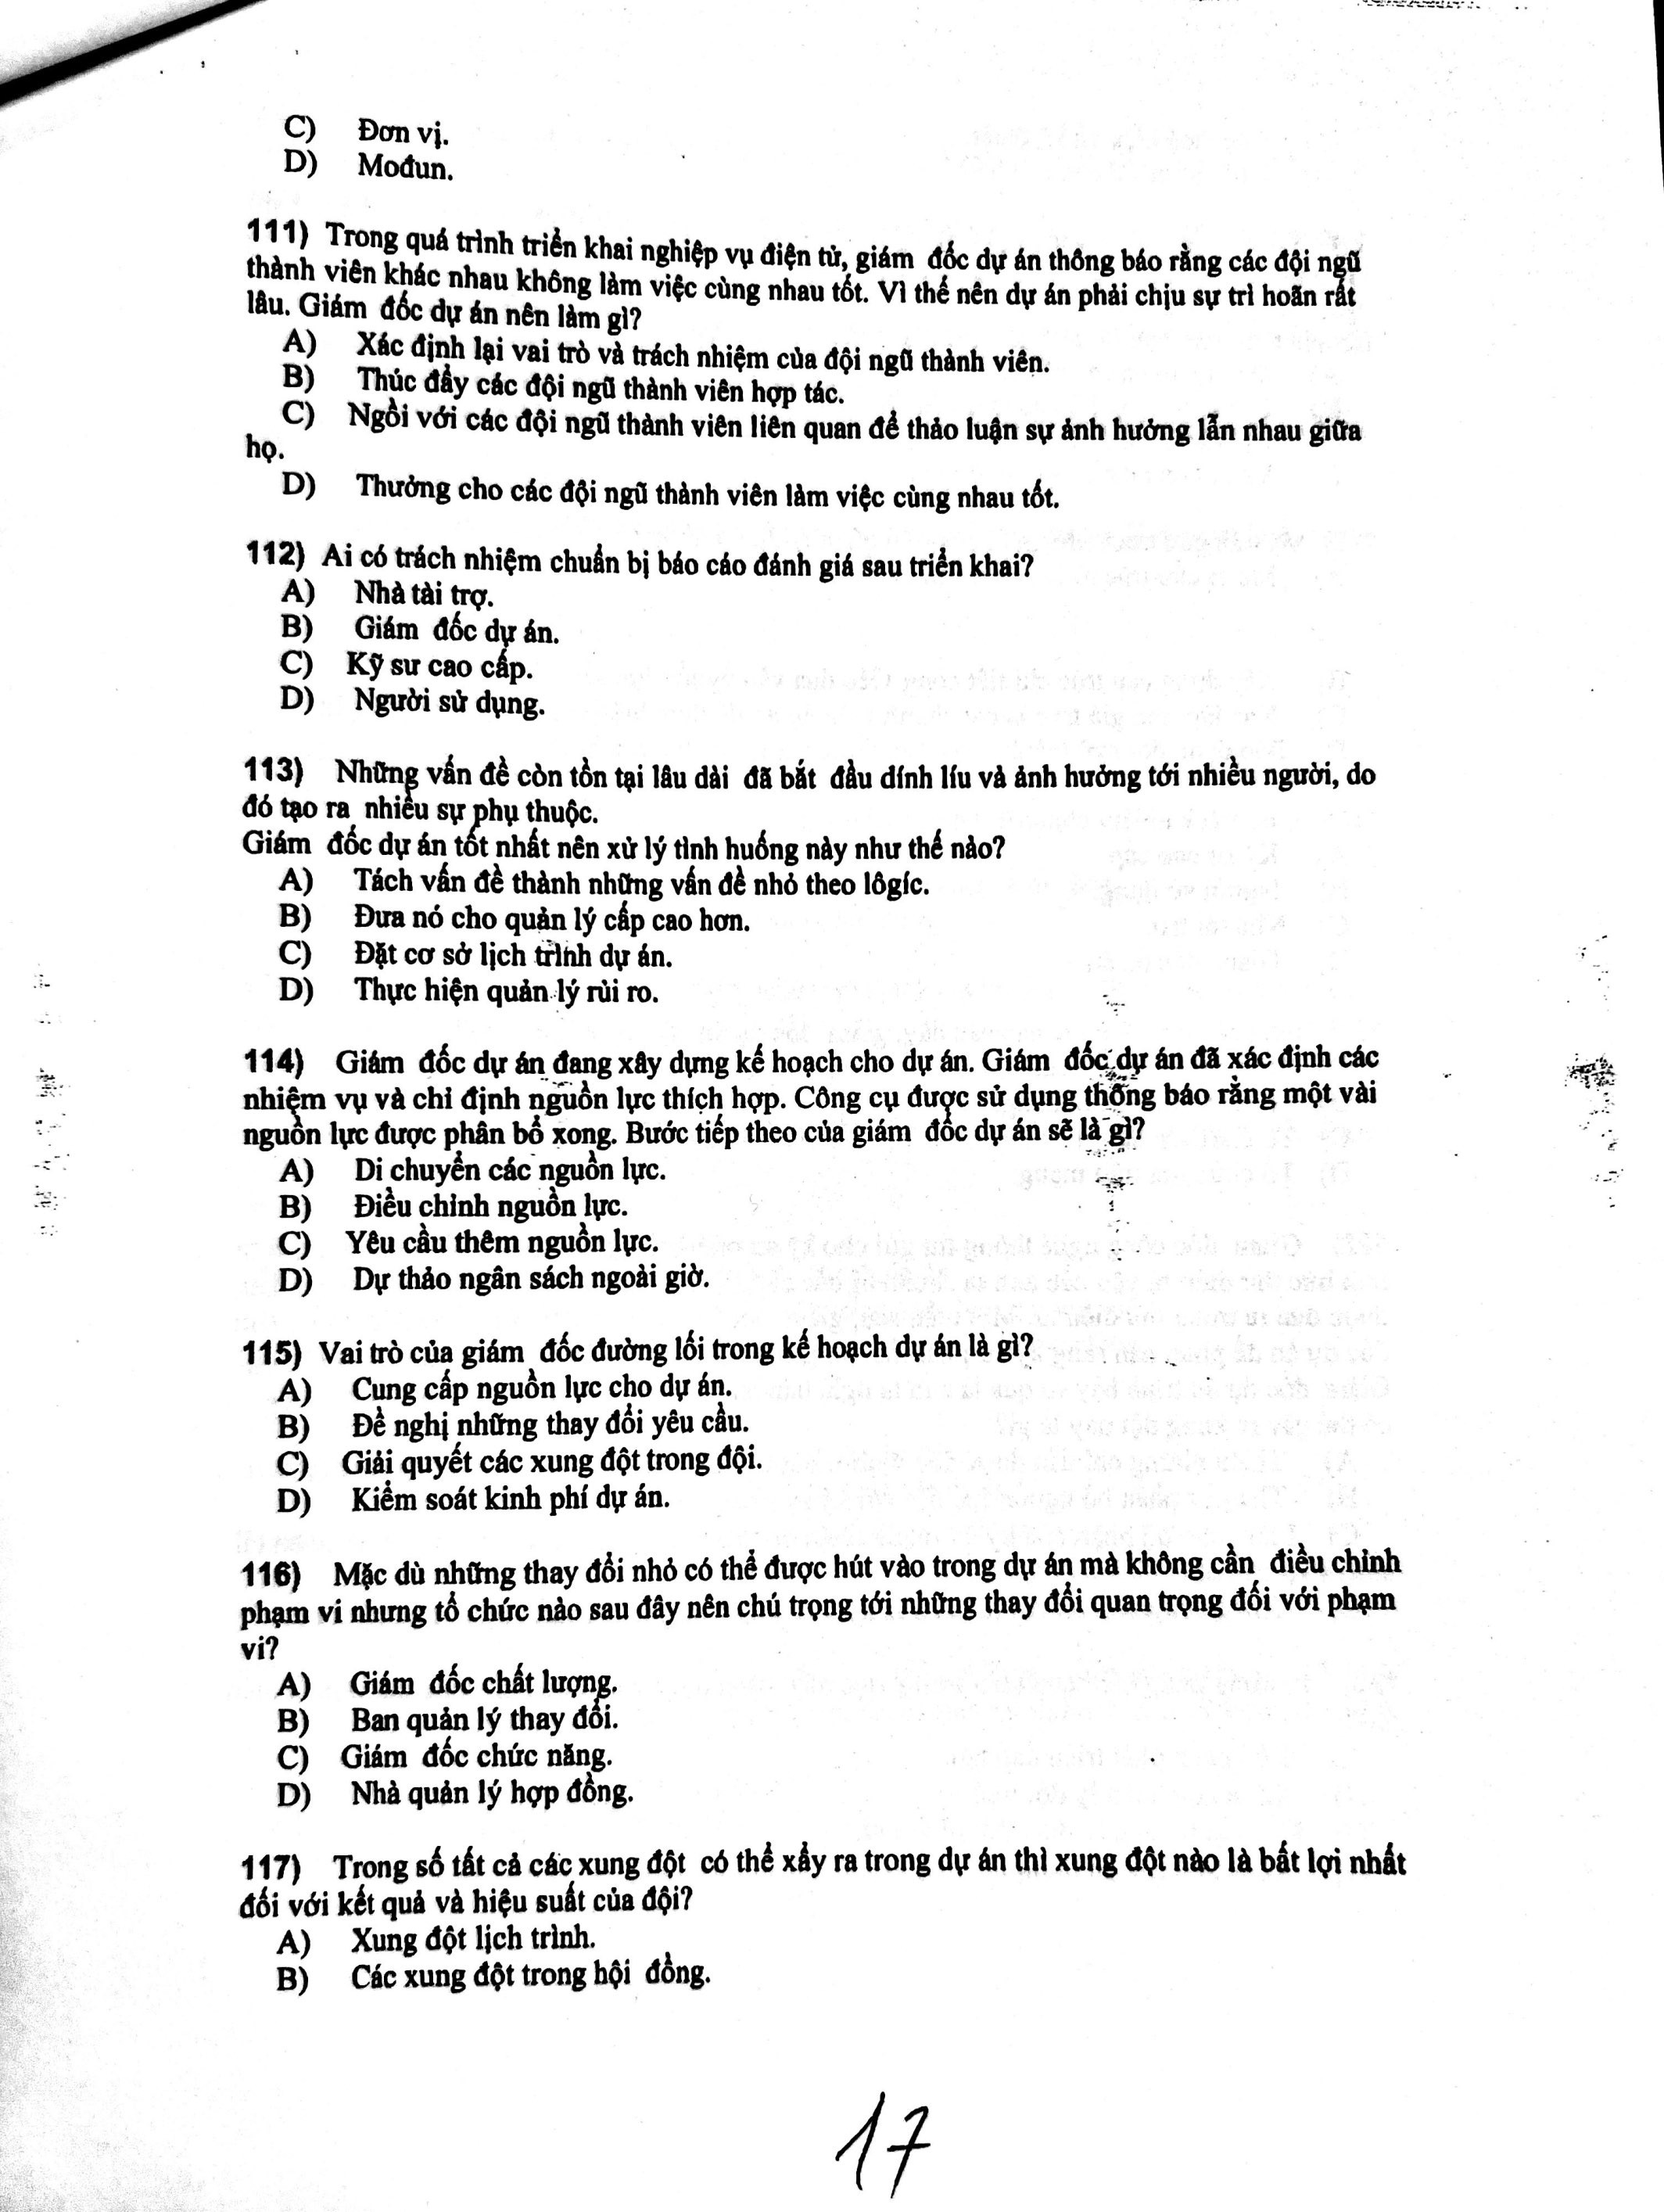 C) Đơn vị.
D) Mođun.
111) Trong quá trình triển khai nghiệp vụ điện tử, giám đốc dự án thông báo rằng các đội ngũ
thành viên khác nhau không làm việc cùng nhau tốt. Vì thế nên dự án phải chịu sự trì hoãn rất
lâu. Giám đốc dự án nên làm gì?
A) Xác định lại vai trò và trách nhiệm của đội ngũ thành viên.
B) Thúc đẩy các đội ngũ thành viên hợp tác.
C) Ngồi với các đội ngũ thành viên liên quan để thảo luận sự ảnh hưởng lẫn nhau giữa
họ.
D) Thưởng cho các đội ngũ thành viên làm việc cùng nhau tốt.
112) Ai có trách nhiệm chuẩn bị báo cáo đánh giá sau triển khai?
A) Nhà tài trợ.
B) Giám đốc dự án.
C) Kỹ sư cao cấp.
D) Người sử dụng.
113) Những vấn đề còn tồn tại lâu dài đã bắt đầu dính líu và ảnh hưởng tới nhiều người, do
đó tạo ra nhiều sự phụ thuộc.
Giám đốc dự án tốt nhất nên xử lý tình huống này như thế nào?
A) Tách vấn đề thành những vấn đề nhỏ theo lôgíc.
B) Đưa nó cho quản lý cấp cao hơn.
C) Đặt cơ sở lịch trình dự án.
D) Thực hiện quản lý rủi ro.
114) Giám đốc dự án đang xây dựng kế hoạch cho dự án. Giám đốc dự án đã xác định các
nhiệm vụ và chỉ định nguồn lực thích hợp. Công cụ được sử dụng thông báo rằng một vài
nguồn lực được phân bổ xong. Bước tiếp theo của giám đốc dự án sẽ là gì?
A) Di chuyển các nguồn lực.
B) Điều chỉnh nguồn lực.
C) Yêu cầu thêm nguồn lực.
D) Dự thảo ngân sách ngoài giờ.
115) Vai trò của giám đốc đường lối trong kế hoạch dự án là gì?
A) Cung cấp nguồn lực cho dự án.
B) Đề nghị những thay đổi yêu cầu.
C) Giải quyết các xung đột trong đội.
D) Kiểm soát kinh phí dự án.
116) Mặc dù những thay đổi nhỏ có thể được hút vào trong dự án mà không cần điều chỉnh
phạm vi nhưng tổ chức nào sau đây nên chú trọng tới những thay đổi quan trọng đối với phạm
vi?
A) Giám đốc chất lượng.
B) Ban quản lý thay đổi.
C) Giám đốc chức năng.
D) Nhà quản lý hợp đồng.
117) Trong số tất cả các xung đột có thể xẩy ra trong dự án thì xung đột nào là bất lợi nhất
đối với kết quả và hiệu suất của đội?
A) Xung đột lịch trình.
B) Các xung đột trong hội đồng.
17